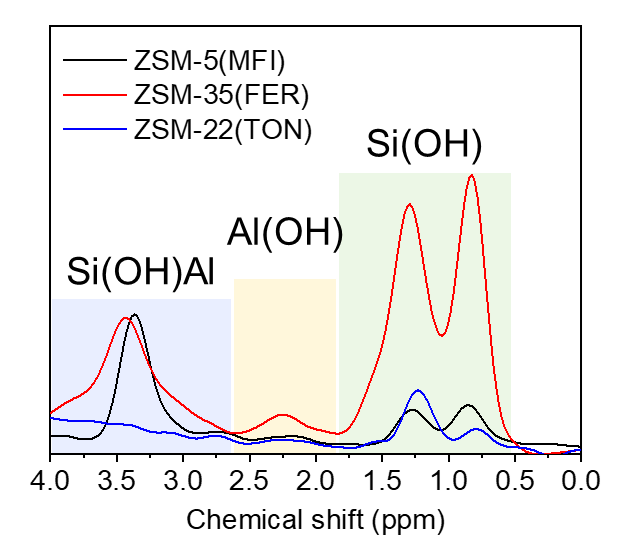 ZSM-5(MFI)
ZSM-35(FER)
ZSM-22(TON)
Si(OH)
Al(OH)
Si(OH)Al
4.0 3.5 3.0 2.5 2.0 1.5 1.0 0.5 0.0
Chemical shift (ppm)